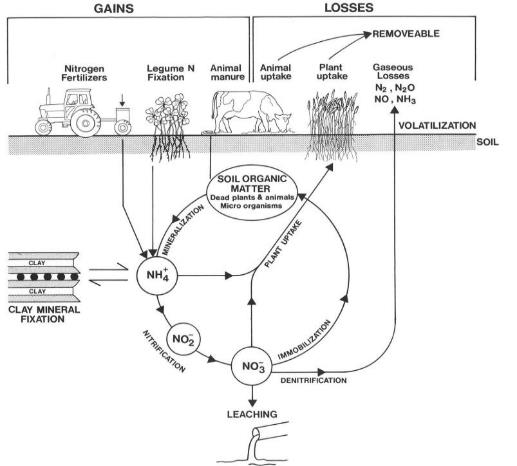 GAINS
LOSSES
REMOVEABLE
Nitrogen
Fertilizers
Legume N
Fixation
Animal
manure
Animal
uptake
Plant
uptake
Gaseous
Losses
N₂ , N₂O
NO , NH₃
VOLATILIZATION
SOIL
SOIL ORGANIC
MATTER
Dead plants & animals
Micro organisms
MINERALIZATION
PLANT UPTAKE
CLAY
CLAY
CLAY MINERAL
FIXATION
NH₄⁺
NO₂⁻
NITRIFICATION
NO₃⁻
IMMOBILIZATION
DENITRIFICATION
LEACHING